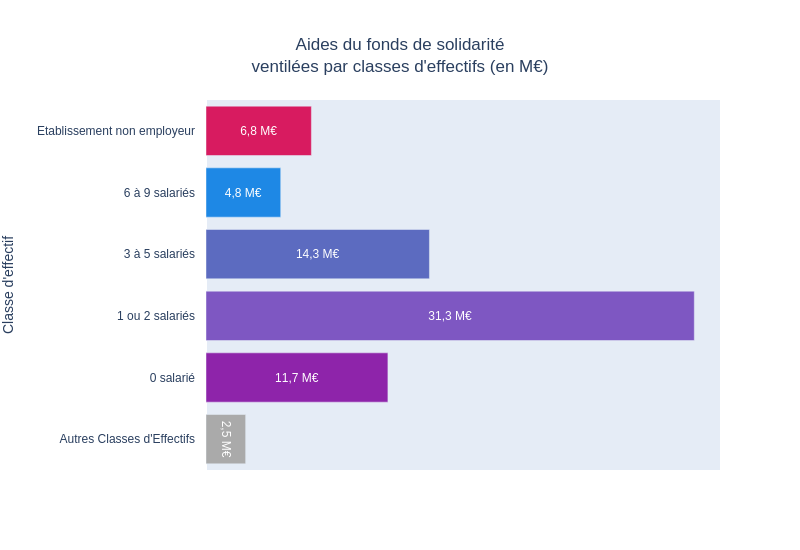 Aides du fonds de solidarité
ventilées par classes d'effectifs (en M€)
Classe d'effectif
Etablissement non employeur
6,8 M€
6 à 9 salariés
4,8 M€
3 à 5 salariés
14,3 M€
1 ou 2 salariés
31,3 M€
0 salarié
11,7 M€
Autres Classes d'Effectifs
2,5 M€